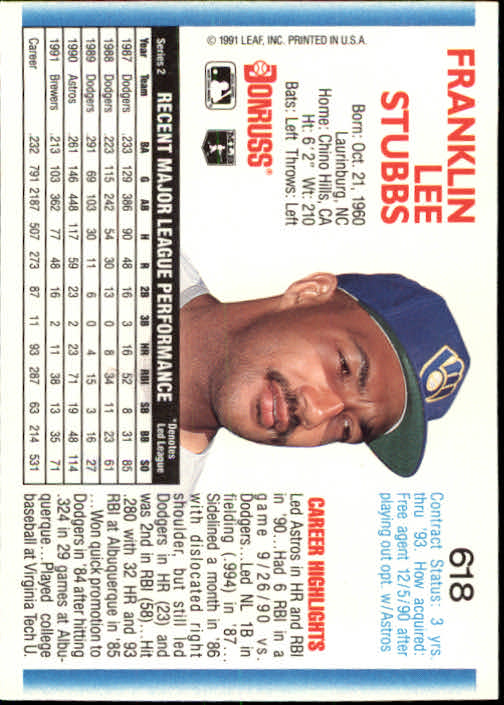 FRANKLIN
LEE
STUBBS
618
Born: Oct. 21, 1960
Laurinburg, NC
Home: Chino Hills, CA
Ht: 6'2" Wt: 210
Bats: Left Throws: Left
DONRUSS®
© 1991 LEAF, INC. PRINTED IN U.S.A.
Contract Status: 3 yrs.
thru '93 How acquired:
Free agent 12/5/90 after
playing out opt. w/Astros
CAREER HIGHLIGHTS
Led Astros in HR and RBI
in '90...Had 6 RBI in a
game 9/26/90 vs.
Dodgers...Led NL 1B in
fielding (.994) in '87...
Sidelined a month in '86
with dislocated right
shoulder, but still led
Dodgers in HR (23) and
was 2nd in RBI (58)...Hit
.280 with 32 HR and 93
RBI at Albuquerque in '85
...Won quick promotion to
Dodgers in '84 after hitting
.324 in 29 games at Albu-
querque...Played college
baseball at Virginia Tech U.
Series 2 RECENT MAJOR LEAGUE PERFORMANCE *Denotes
Led League
Year Team BA G AB H R 2B 3B HR RBI SB BB SO
1987 Dodgers .233 129 386 90 48 16 3 16 52 8 31 85
1988 Dodgers .223 115 242 54 30 13 0 8 34 11 23 61
1989 Dodgers .291 69 103 30 11 6 0 4 15 3 16 27
1990 Astros .261 146 448 117 59 23 2 23 71 19 48 114
1991 Brewers .213 103 362 77 48 16 2 11 38 13 35 71
Career .232 791 2187 507 273 87 11 93 287 63 214 531